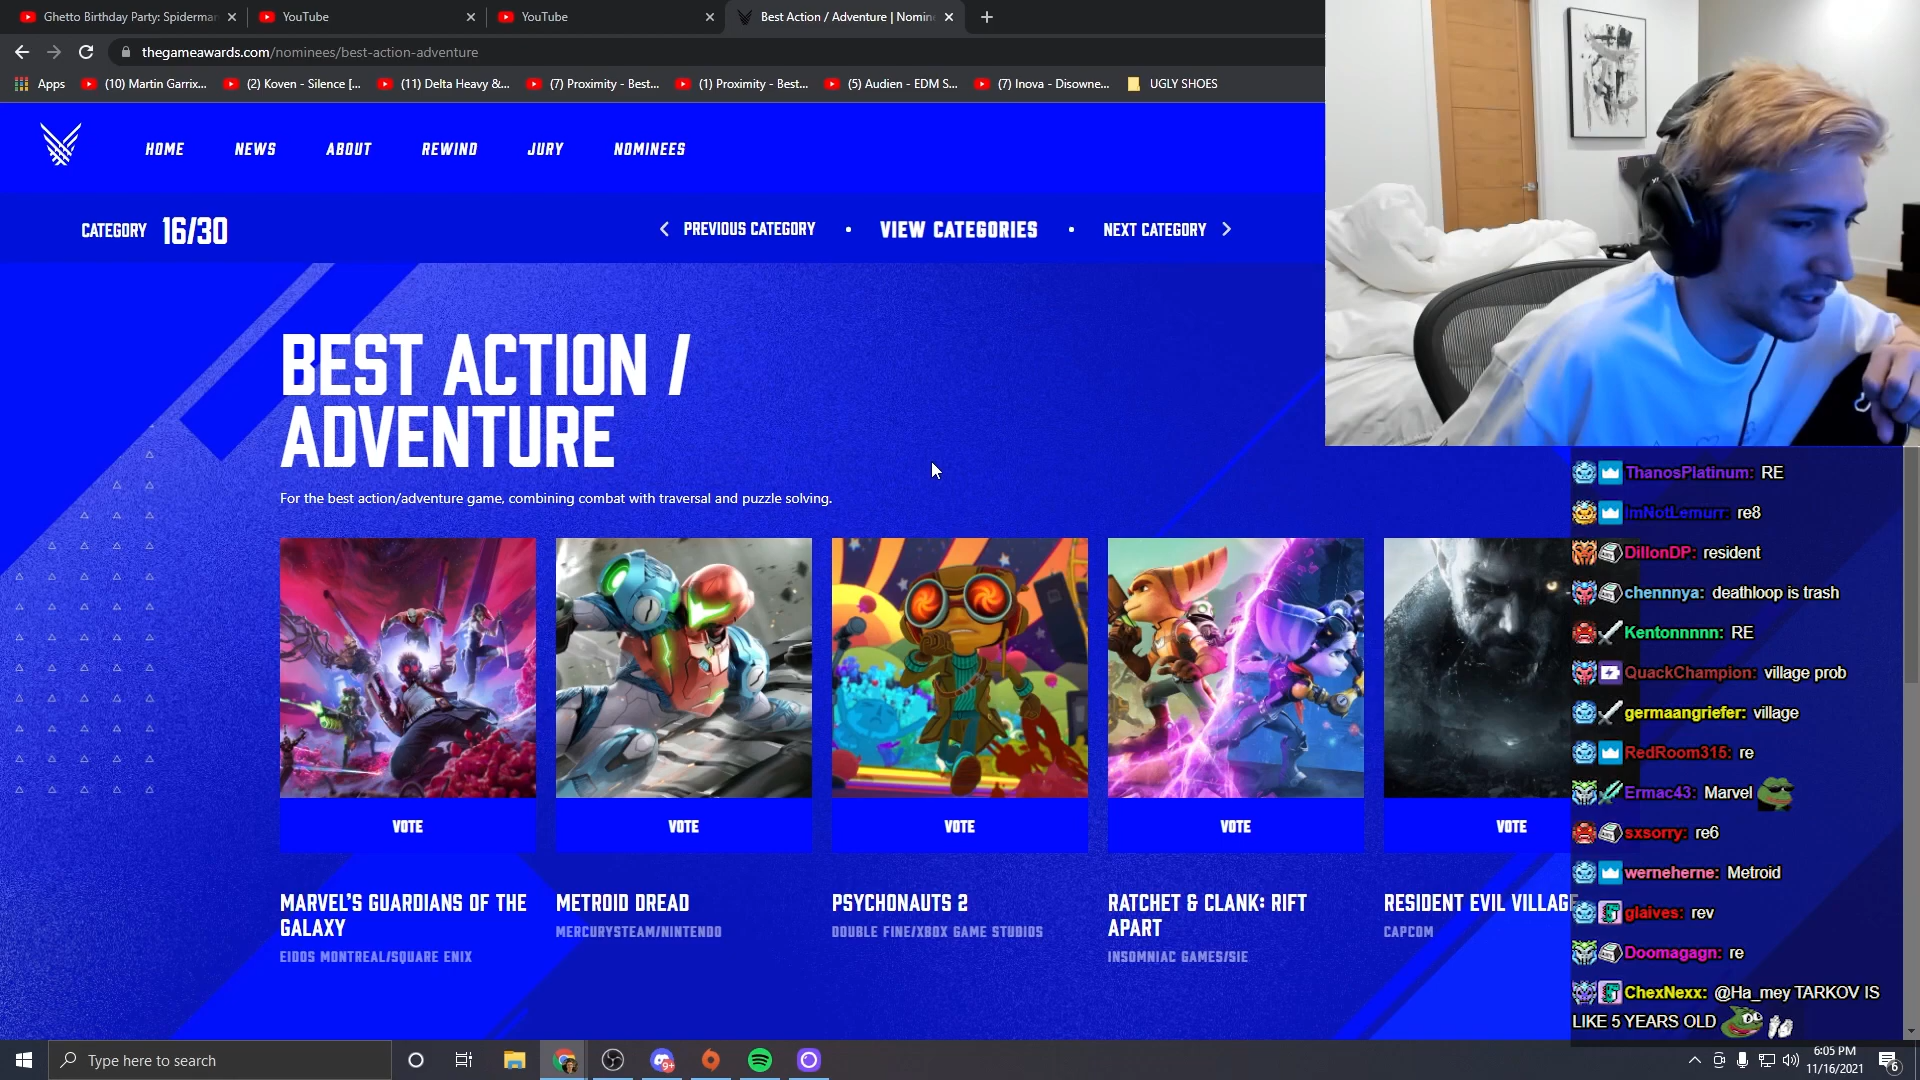 Ghetto Birthday Party: Spiderma
YouTube
YouTube
Best Action / Adventure | Nomin
thegameawards.com/nominees/best-action-adventure
Apps
(10) Martin Garrix...
(2) Koven - Silence [...
(11) Delta Heavy &...
(7) Proximity - Best...
(1) Proximity - Best...
(5) Audien - EDM S...
(7) Inova - Disowne...
UGLY SHOES
HOME
NEWS
ABOUT
REWIND
JURY
NOMINEES
CATEGORY 16/30
PREVIOUS CATEGORY
VIEW CATEGORIES
NEXT CATEGORY
BEST ACTION /
ADVENTURE
For the best action/adventure game, combining combat with traversal and puzzle solving.
VOTE
VOTE
VOTE
VOTE
VOTE
MARVEL'S GUARDIANS OF THE
GALAXY
EIDOS MONTREAL/SQUARE ENIX
METROID DREAD
MERCURYSTEAM/NINTENDO
PSYCHONAUTS 2
DOUBLE FINE/XBOX GAME STUDIOS
RATCHET & CLANK: RIFT
APART
INSOMNIAC GAMES/SIE
RESIDENT EVIL VILLAGE
CAPCOM
ThanosPlatinum: RE
ImNotLemurr: re8
DillonDP: resident
chennnya: deathloop is trash
Kentonnnnn: RE
QuackChampion: village prob
germaangriefer: village
RedRoom315: re
Ermac43: Marvel
sxsorry: re6
werneherne: Metroid
glaives: rev
Doomagagn: re
ChexNexx: @Ha_mey TARKOV IS
LIKE 5 YEARS OLD
Type here to search
9+
6:05 PM
11/16/2021
6